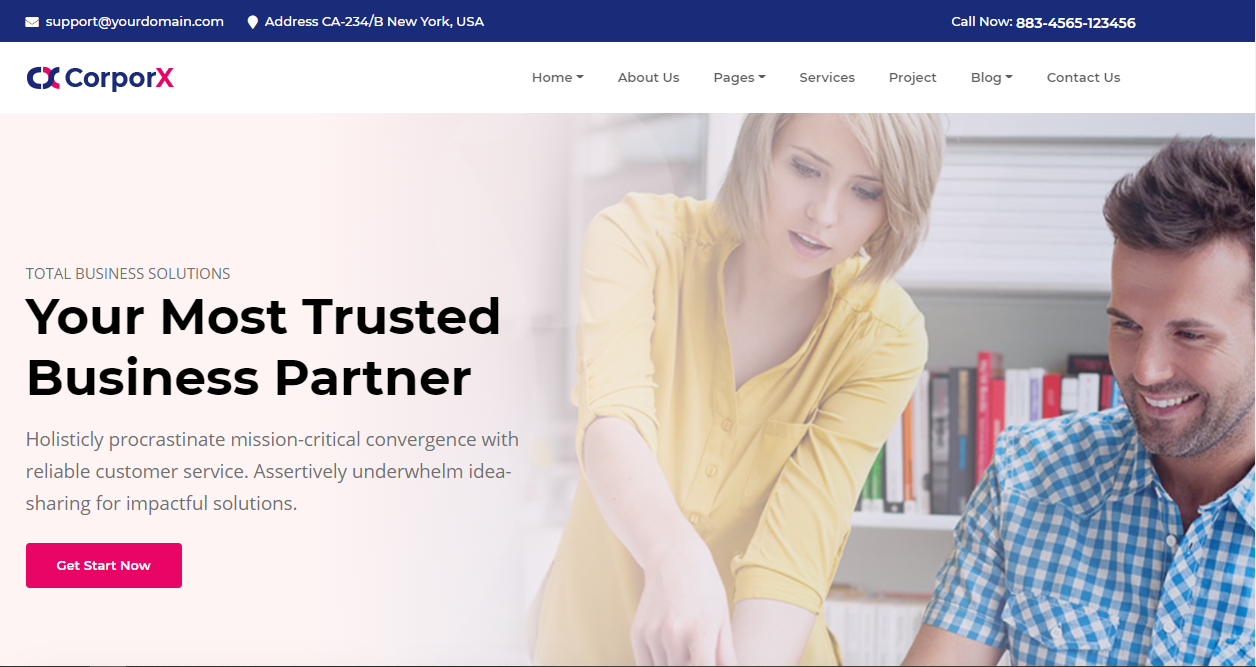 support@yourdomain.com Address CA-234/B New York, USA Call Now: 883-4565-123456
CorporX Home About Us Pages Services Project Blog Contact Us
TOTAL BUSINESS SOLUTIONS
Your Most Trusted
Business Partner
Holisticly procrastinate mission-critical convergence with
reliable customer service. Assertively underwhelm idea-
sharing for impactful solutions.
Get Start Now